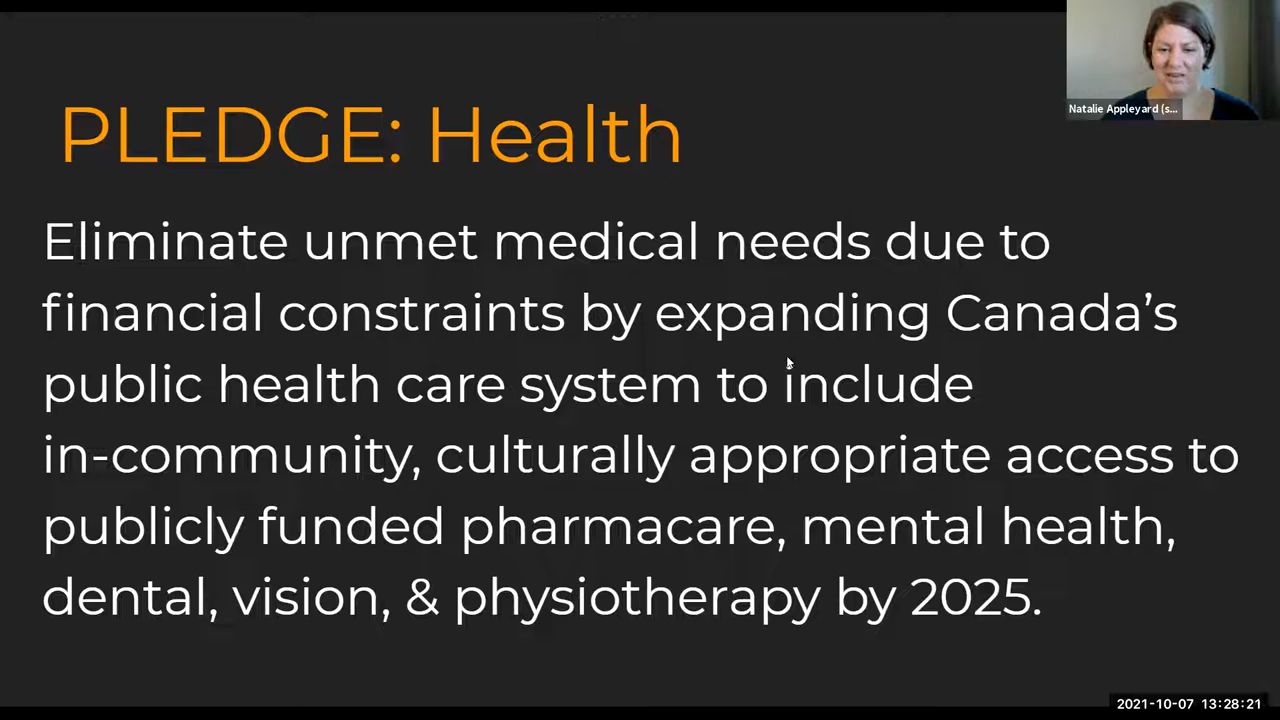 PLEDGE: Health
Eliminate unmet medical needs due to
financial constraints by expanding Canada’s
public health care system to include
in-community, culturally appropriate access to
publicly funded pharmacare, mental health,
dental, vision, & physiotherapy by 2025.
Natalie Appleyard (s...
2021-10-07 13:28:21